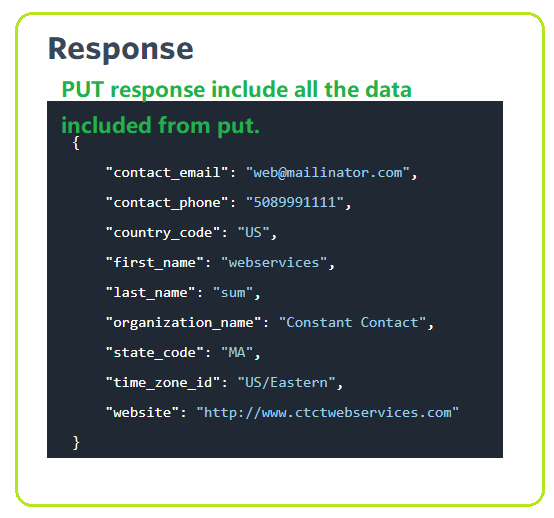 Response
PUT response include all the data
included from put.
{
"contact_email": "web@mailinator.com",
"contact_phone": "5089991111",
"country_code": "US",
"first_name": "webservices",
"last_name": "sum",
"organization_name": "Constant Contact",
"state_code": "MA",
"time_zone_id": "US/Eastern",
"website": "http://www.ctctwebservices.com"
}